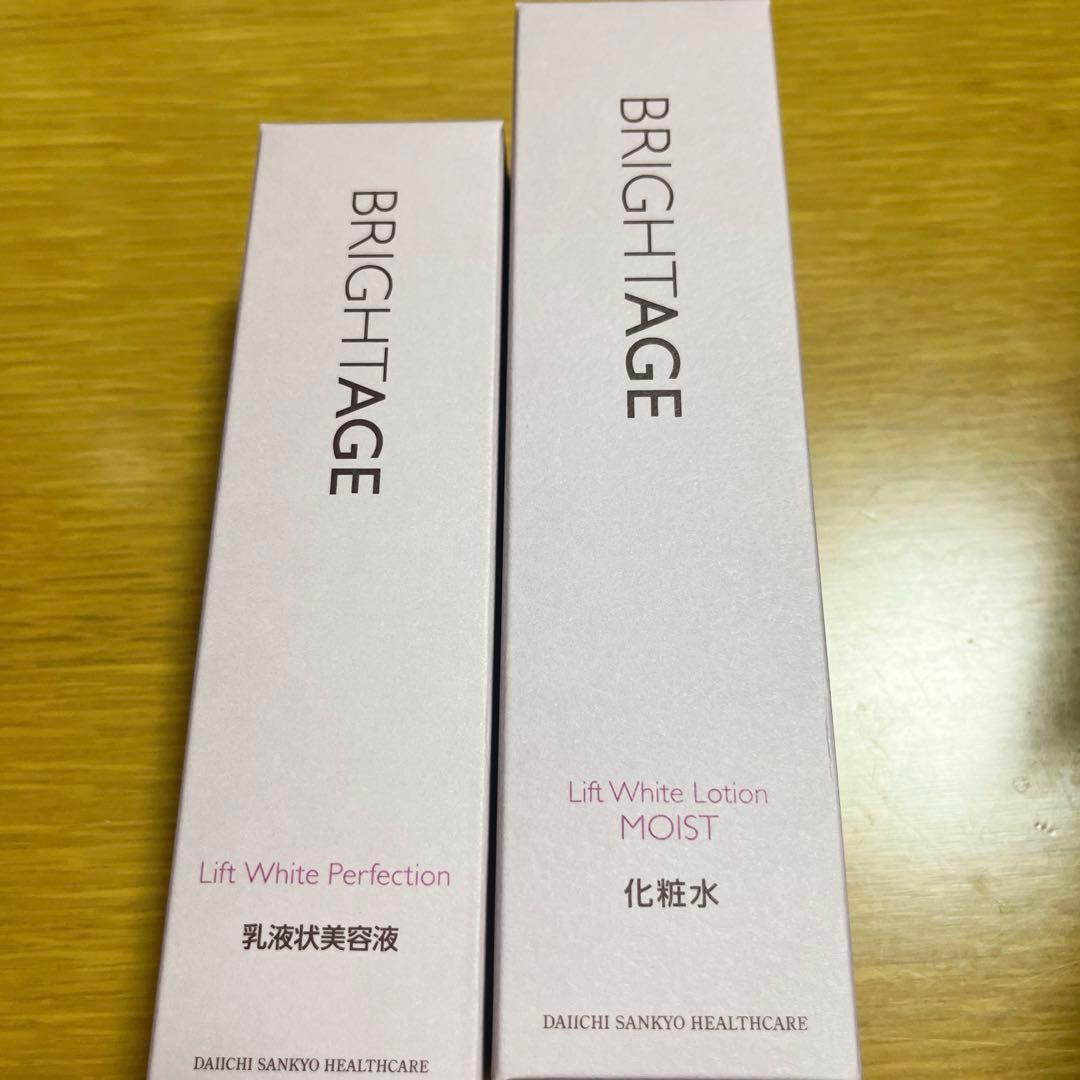 BRIGHTAGE
Lift White Perfection
乳液状美容液
DAIICHI SANKYO HEALTHCARE
BRIGHTAGE
Lift White Lotion
MOIST
化粧水
DAIICHI SANKYO HEALTHCARE